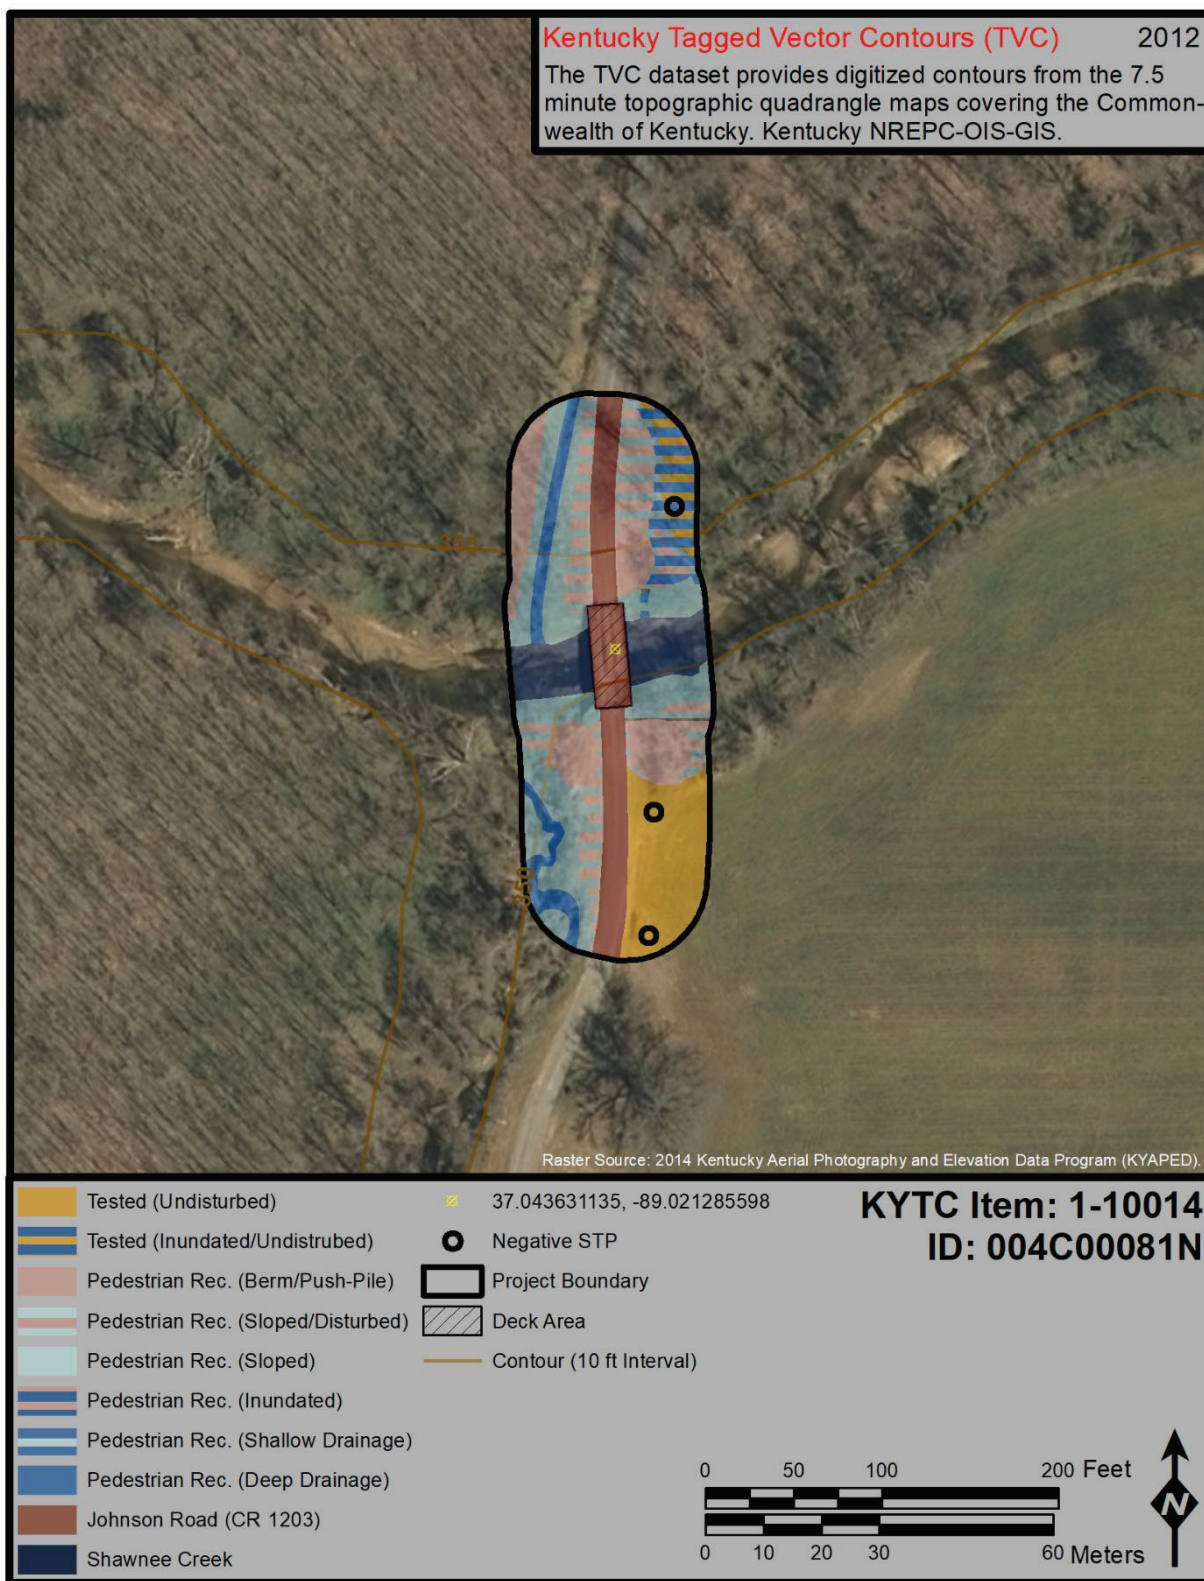 Kentucky Tagged Vector Contours (TVC) 2012
The TVC dataset provides digitized contours from the 7.5
minute topographic quadrangle maps covering the Common-
wealth of Kentucky. Kentucky NREPC-OIS-GIS.
350
350
Raster Source: 2014 Kentucky Aerial Photography and Elevation Data Program (KYAPED).
Tested (Undisturbed)
Tested (Inundated/Undistrubed)
Pedestrian Rec. (Berm/Push-Pile)
Pedestrian Rec. (Sloped/Disturbed)
Pedestrian Rec. (Sloped)
Pedestrian Rec. (Inundated)
Pedestrian Rec. (Shallow Drainage)
Pedestrian Rec. (Deep Drainage)
Johnson Road (CR 1203)
Shawnee Creek
37.043631135, -89.021285598
Negative STP
Project Boundary
Deck Area
Contour (10 ft Interval)
KYTC Item: 1-10014
ID: 004C00081N
0 50 100 200 Feet
0 10 20 30 60 Meters
N